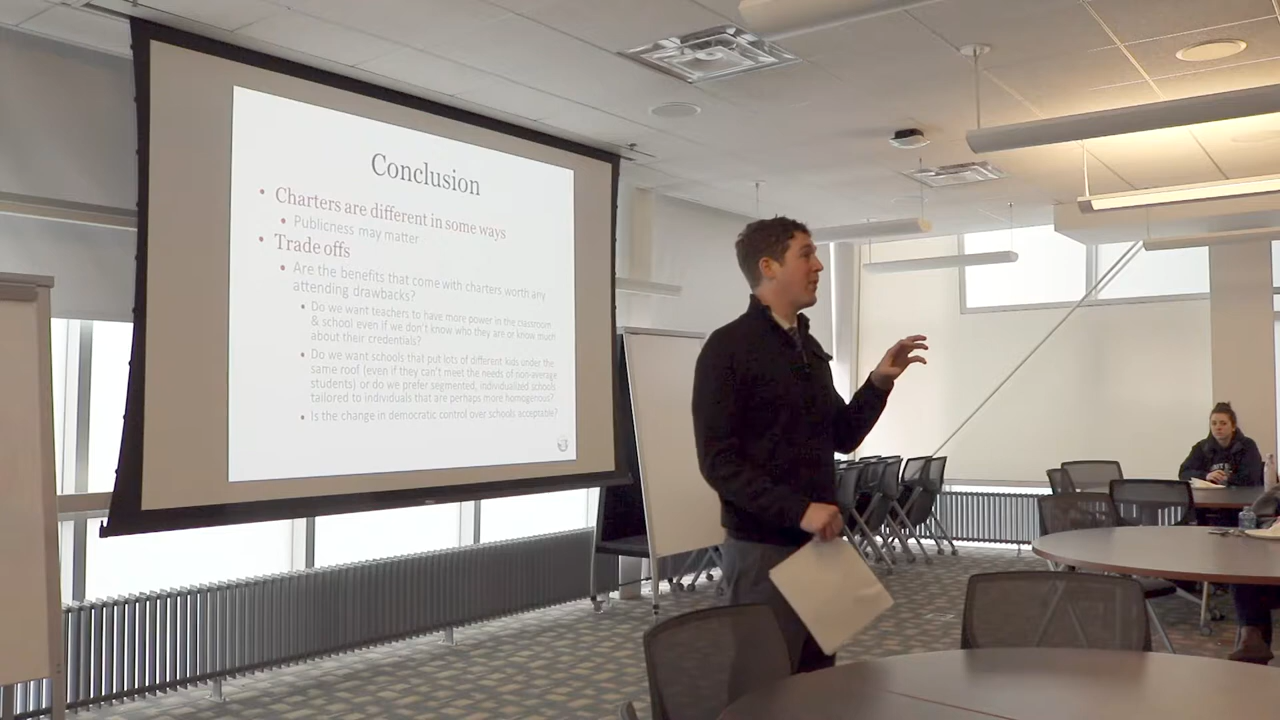 Conclusion
Charters are different in some ways
Publicness may matter
Trade offs
Are the benefits that come with charters worth any
attending drawbacks?
Do we want teachers to have more power in the classroom
& school even if we don't know who they are or know much
about their credentials?
Do we want schools that put lots of different kids under the
same roof (even if they can't meet the needs of non-average
students) or do we prefer segmented, individualized schools
tailored to individuals that are perhaps more homogenous?
Is the change in democratic control over schools acceptable?